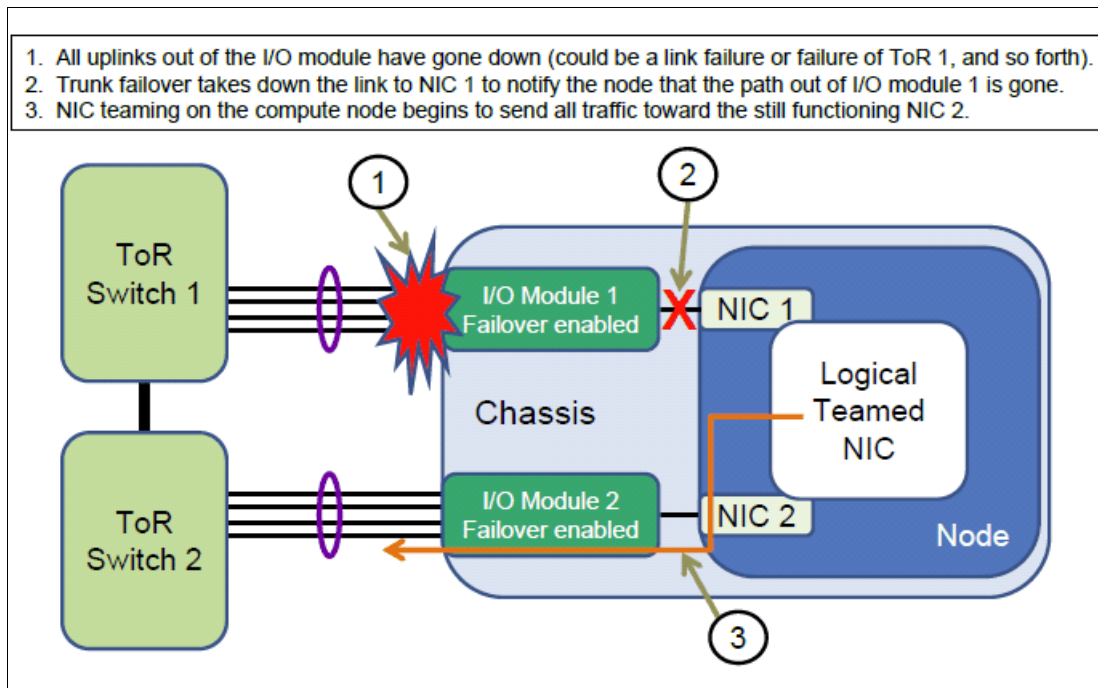 1. All uplinks out of the I/O module have gone down (could be a link failure or failure of ToR 1, and so forth).
2. Trunk failover takes down the link to NIC 1 to notify the node that the path out of I/O module 1 is gone.
3. NIC teaming on the compute node begins to send all traffic toward the still functioning NIC 2.
1
2
ToR
Switch 1
I/O Module 1
Failover enabled
X
NIC 1
Logical
Teamed
NIC
Chassis
ToR
Switch 2
I/O Module 2
Failover enabled
NIC 2
Node
3